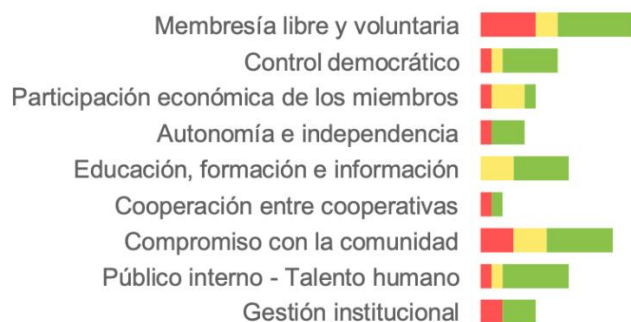 Membresía libre y voluntaria
Control democrático
Participación económica de los miembros
Autonomía e independencia
Educación, formación e información
Cooperación entre cooperativas
Compromiso con la comunidad
Público interno - Talento humano
Gestión institucional